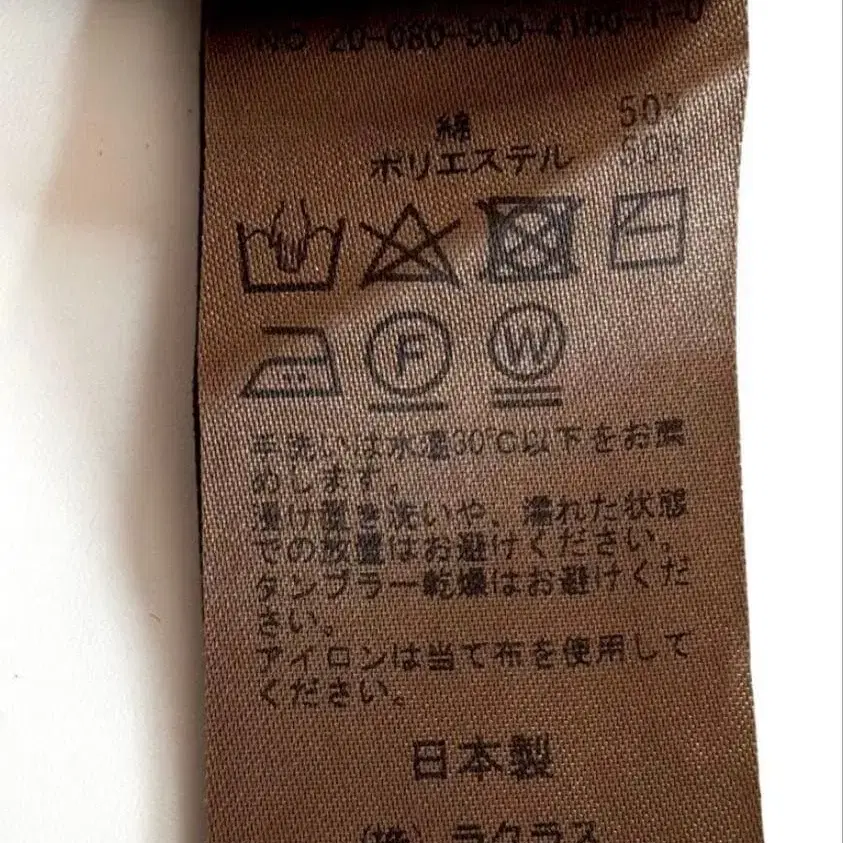 綿 50%
ポリエステル 50%
F
W
手洗いは水温30℃以下をお薦
めします。
浸け置き洗いや、濡れた状態
での放置はお避けください。
タンブラー乾燥はお避けくだ
さい。
アイロンは当て布を使用して
ください。
日本製